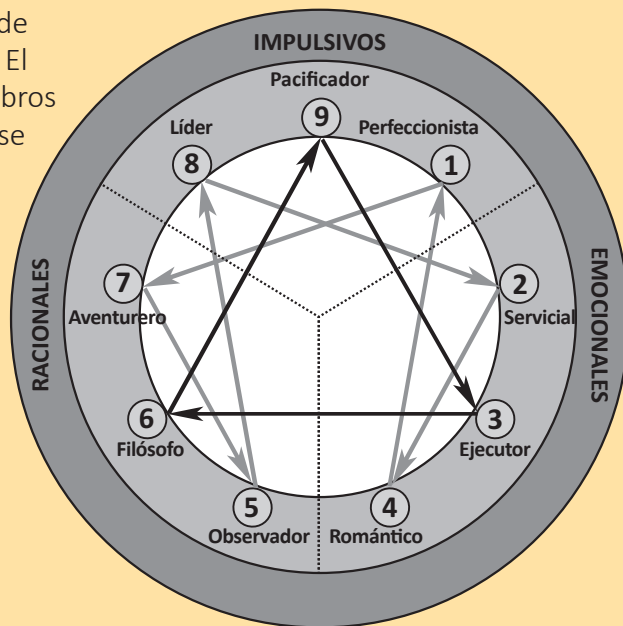 de
El
bros
se
IMPULSIVOS
Pacificador
9
Líder
Perfeccionista
8
1
RACIONALES
EMOCIONALES
7
2
Aventurero
Servicial
6
3
Filósofo
Ejecutor
5
4
Observador
Romántico